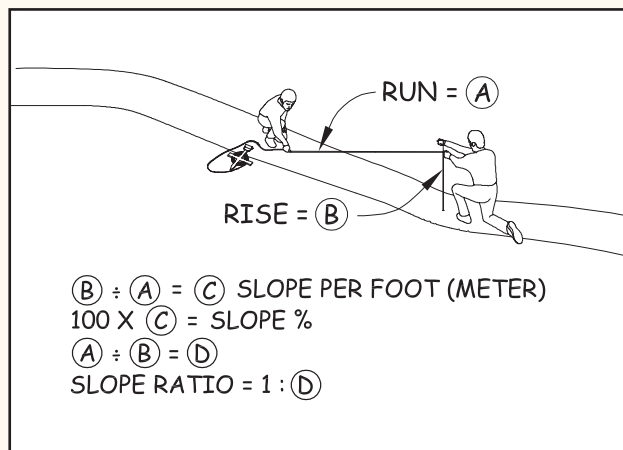 RUN = A
RISE = B
B ÷ A = C SLOPE PER FOOT (METER)
100 X C = SLOPE %
A ÷ B = D
SLOPE RATIO = 1 : D